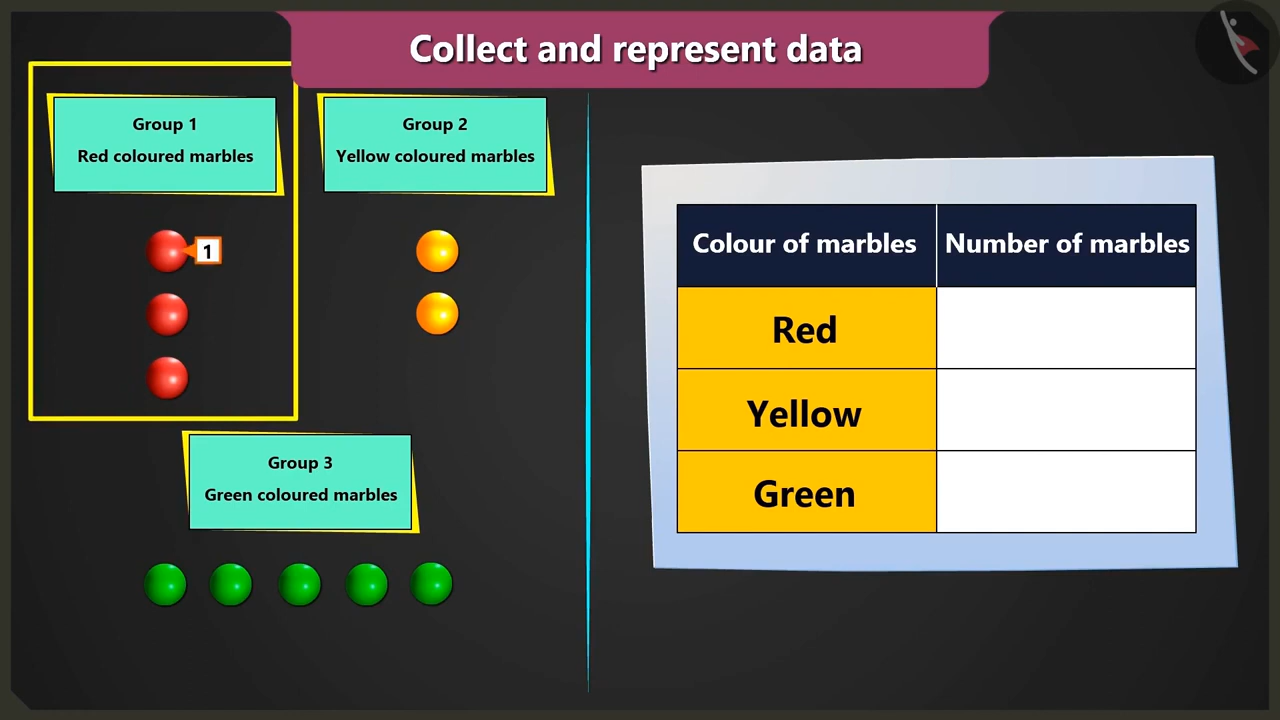 Collect and represent data
Group 1
Red coloured marbles
Group 2
Yellow coloured marbles
1
Group 3
Green coloured marbles
Colour of marbles
Number of marbles
Red
Yellow
Green